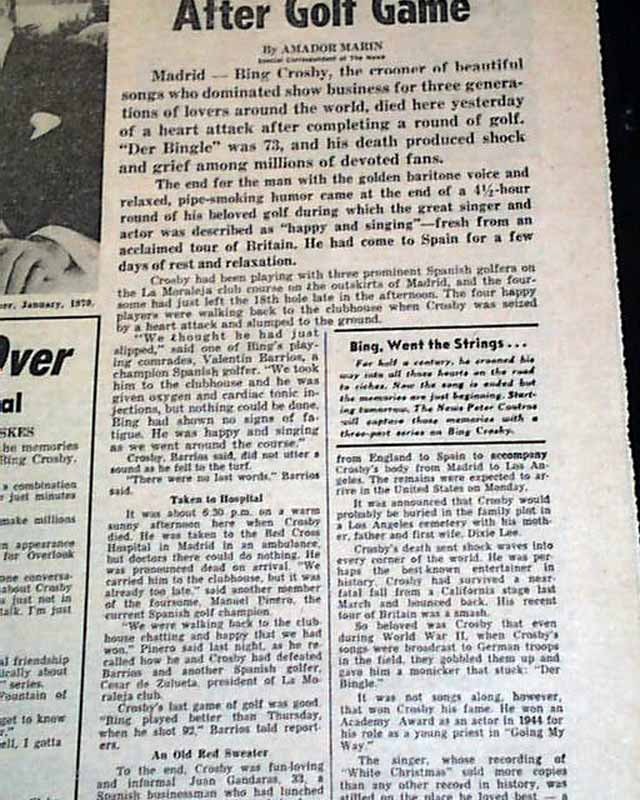 After Golf Game
By AMADOR MARIN
Special Correspondent of The News
Madrid — Bing Crosby, the crooner of beautiful
songs who dominated show business for three genera-
tions of lovers around the world, died here yesterday
of a heart attack after completing a round of golf.
"Der Bingle" was 73, and his death produced shock
and grief among millions of devoted fans.
The end for the man with the golden baritone voice and
relaxed, pipe-smoking humor came at the end of a 4½-hour
round of his beloved golf during which the great singer and
actor was described as "happy and singing"—fresh from an
acclaimed tour of Britain. He had come to Spain for a few
days of rest and relaxation.
Crosby had been playing with three prominent Spanish golfers on
the La Moraleja club course on the outskirts of Madrid, and the four-
some had just left the 18th hole late in the afternoon. The four happy
players were walking back to the clubhouse when Crosby was seized
by a heart attack and slumped to the ground.
"We thought he had just
slipped," said one of Bing's play-
ing comrades, Valentin Barrios, a
champion Spanish golfer. "We took
him to the clubhouse and he was
given oxygen and cardiac tonic in-
jections, but nothing could be done.
Bing had shown no signs of fa-
tigue. He was happy and singing
as we went around the course."
Crosby, Barrios said, did not utter a
sound as he fell to the turf.
"There were no last words," Barrios
said.
Taken to Hospital
It was about 6:30 p.m. on a warm
sunny afternoon here when Crosby
died. He was taken to the Red Cross
Hospital in Madrid in an ambulance,
but doctors there could do nothing. He
was pronounced dead on arrival. "We
carried him to the clubhouse, but it was
already too late," said another member
of the foursome, Manuel Pinero, the
current Spanish golf champion.
"We were walking back to the club-
house chatting and happy that we had
won," Pinero said last night, as he re-
called how he and Crosby had defeated
Barrios and another Spanish golfer,
Cesar de Zulueta, president of La Mo-
raleja club.
Crosby's last game of golf was good.
"Bing played better than Thursday,
when he shot 92," Barrios told report-
ers.
An Old Red Sweater
To the end, Crosby was fun-loving
and informal Juan Gandaras, 33, a
Spanish businessman who had lunched
Bing, Went the Strings . . .
For half a century, he crooned his
way into all those hearts on the road
to riches. Now the song is ended but
the memories are just beginning. Start-
ing tomorrow, The News Peter Coutros
will capture those memories with a
three-part series on Bing Crosby.
from England to Spain to accompany
Crosby's body from Madrid to Los An-
geles. The remains were expected to ar-
rive in the United States on Monday.
It was announced that Crosby would
probably be buried in the family plot in
a Los Angeles cemetery with his moth-
er, father and first wife, Dixie Lee.
Crosby's death sent shock waves into
every corner of the world. He was per-
haps the best-known entertainer in
history. Crosby had survived a near-
fatal fall from a California stage last
March and bounced back. His recent
tour of Britain was a smash.
So beloved was Crosby that even
during World War II, when Crosby's
songs were broadcast to German troops
in the field, they gobbled them up and
gave him a monicker that stuck: "Der
Bingle."
It was not songs along, however,
that won Crosby his fame. He won an
Academy Award as an actor in 1944 for
his role as a young priest in "Going My
Way."
The singer, whose recording of
"White Christmas" sold more copies
than any other record in history, was
stilled on the place he loved best — a
January, 1970.
Over
al
SKES
he memories
Bing Crosby.
a combination
just minutes
make millions
n appearance
for Overlook
one conversa-
about Crosby
s just not in
talk. I'm just
al friendship
ically about
" series.
Fountain of
get to know
ell, I gotta